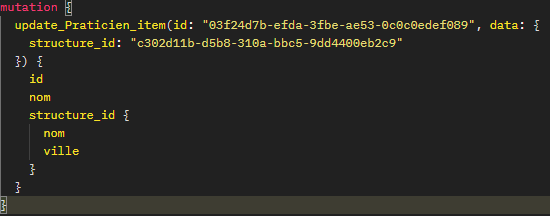 mutation {
  update_Praticien_item(id: "03f24d7b-efda-3fbe-ae53-0c0c0edef089", data: {
    structure_id: "c302d11b-d5b8-310a-bbc5-9dd4400eb2c9"
  }) {
    id
    nom
    structure_id {
      nom
      ville
    }
  }
}